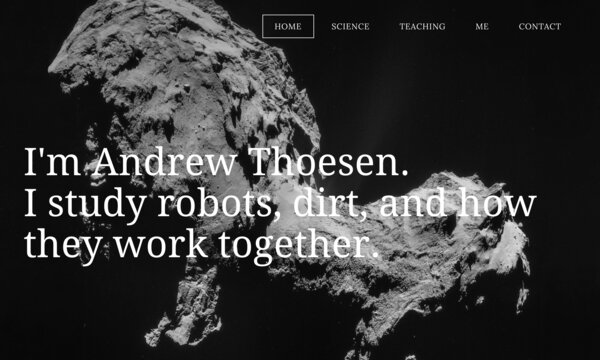 HOME SCIENCE TEACHING ME CONTACT
I'm Andrew Thoesen.
I study robots, dirt, and how
they work together.